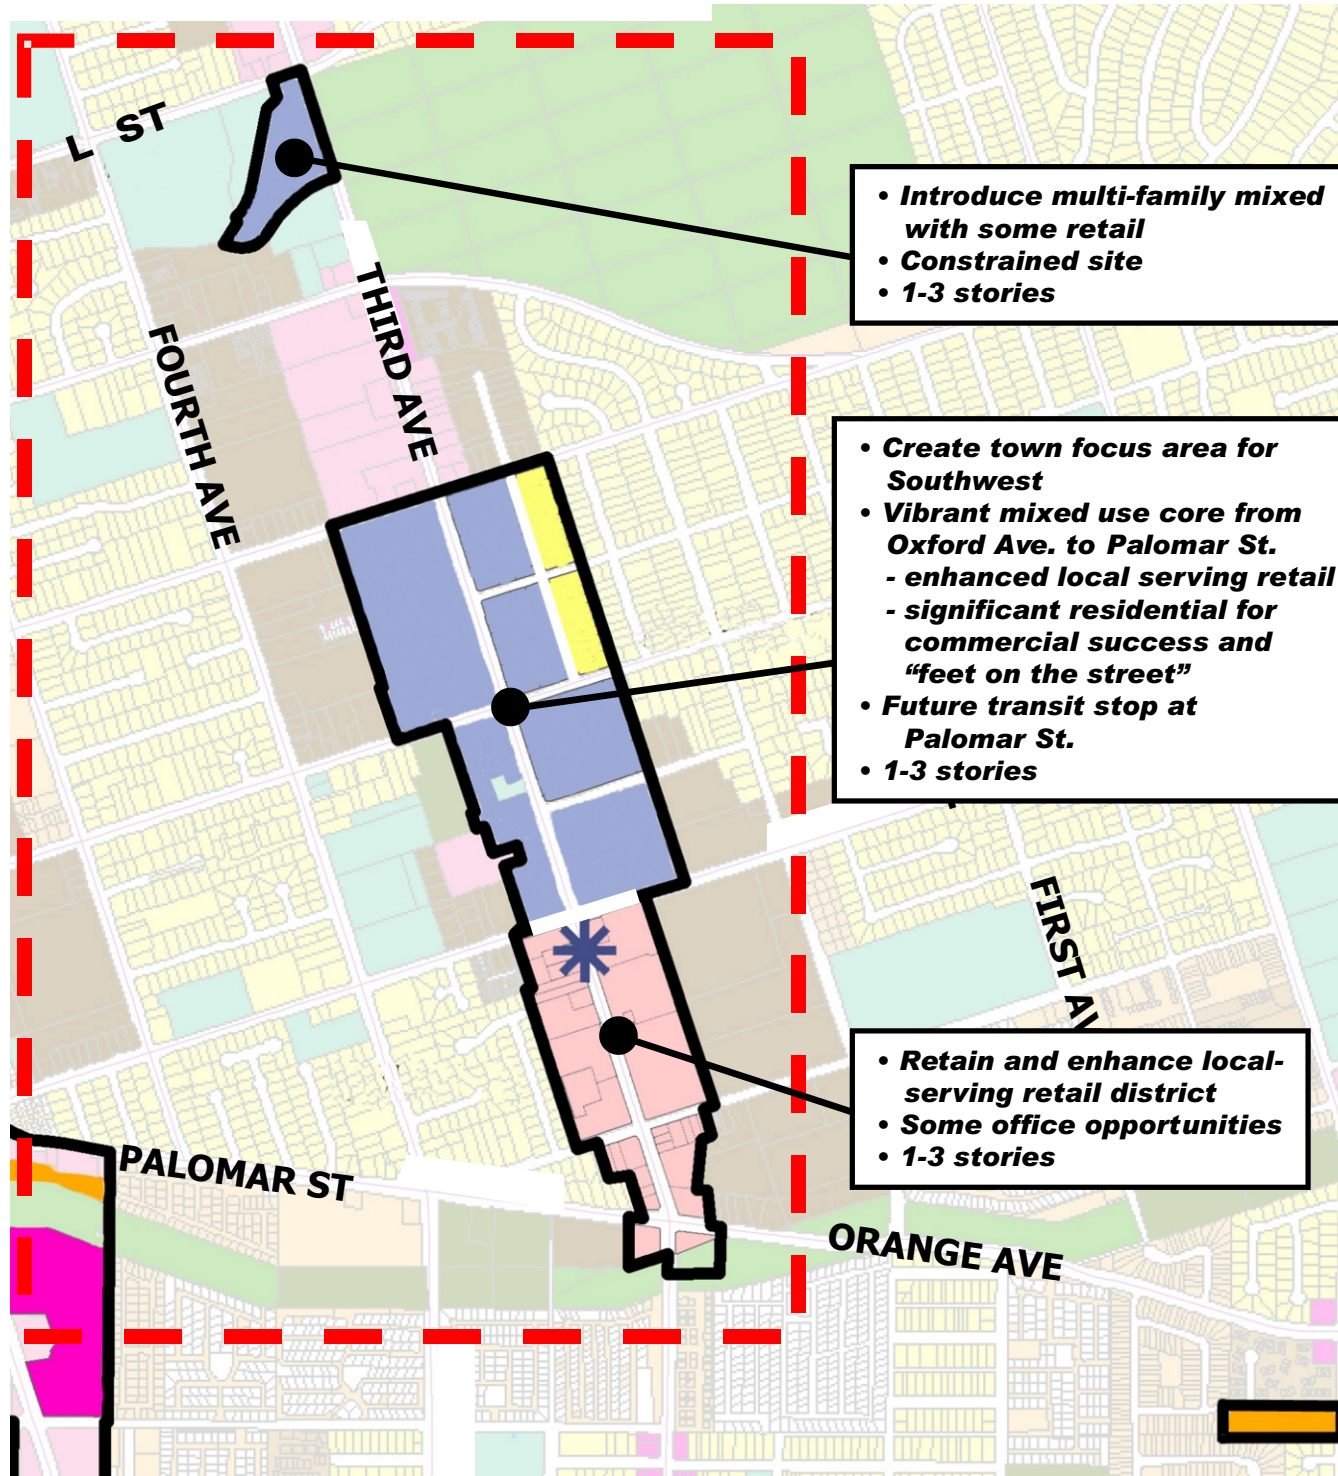 L ST
• Introduce multi-family mixed
with some retail
• Constrained site
• 1-3 stories
THIRD AVE
FOURTH AVE
• Create town focus area for
Southwest
• Vibrant mixed use core from
Oxford Ave. to Palomar St.
- enhanced local serving retail
- significant residential for
commercial success and
“feet on the street”
• Future transit stop at
Palomar St.
• 1-3 stories
FIRST AV
• Retain and enhance local-
serving retail district
• Some office opportunities
• 1-3 stories
PALOMAR ST
ORANGE AVE